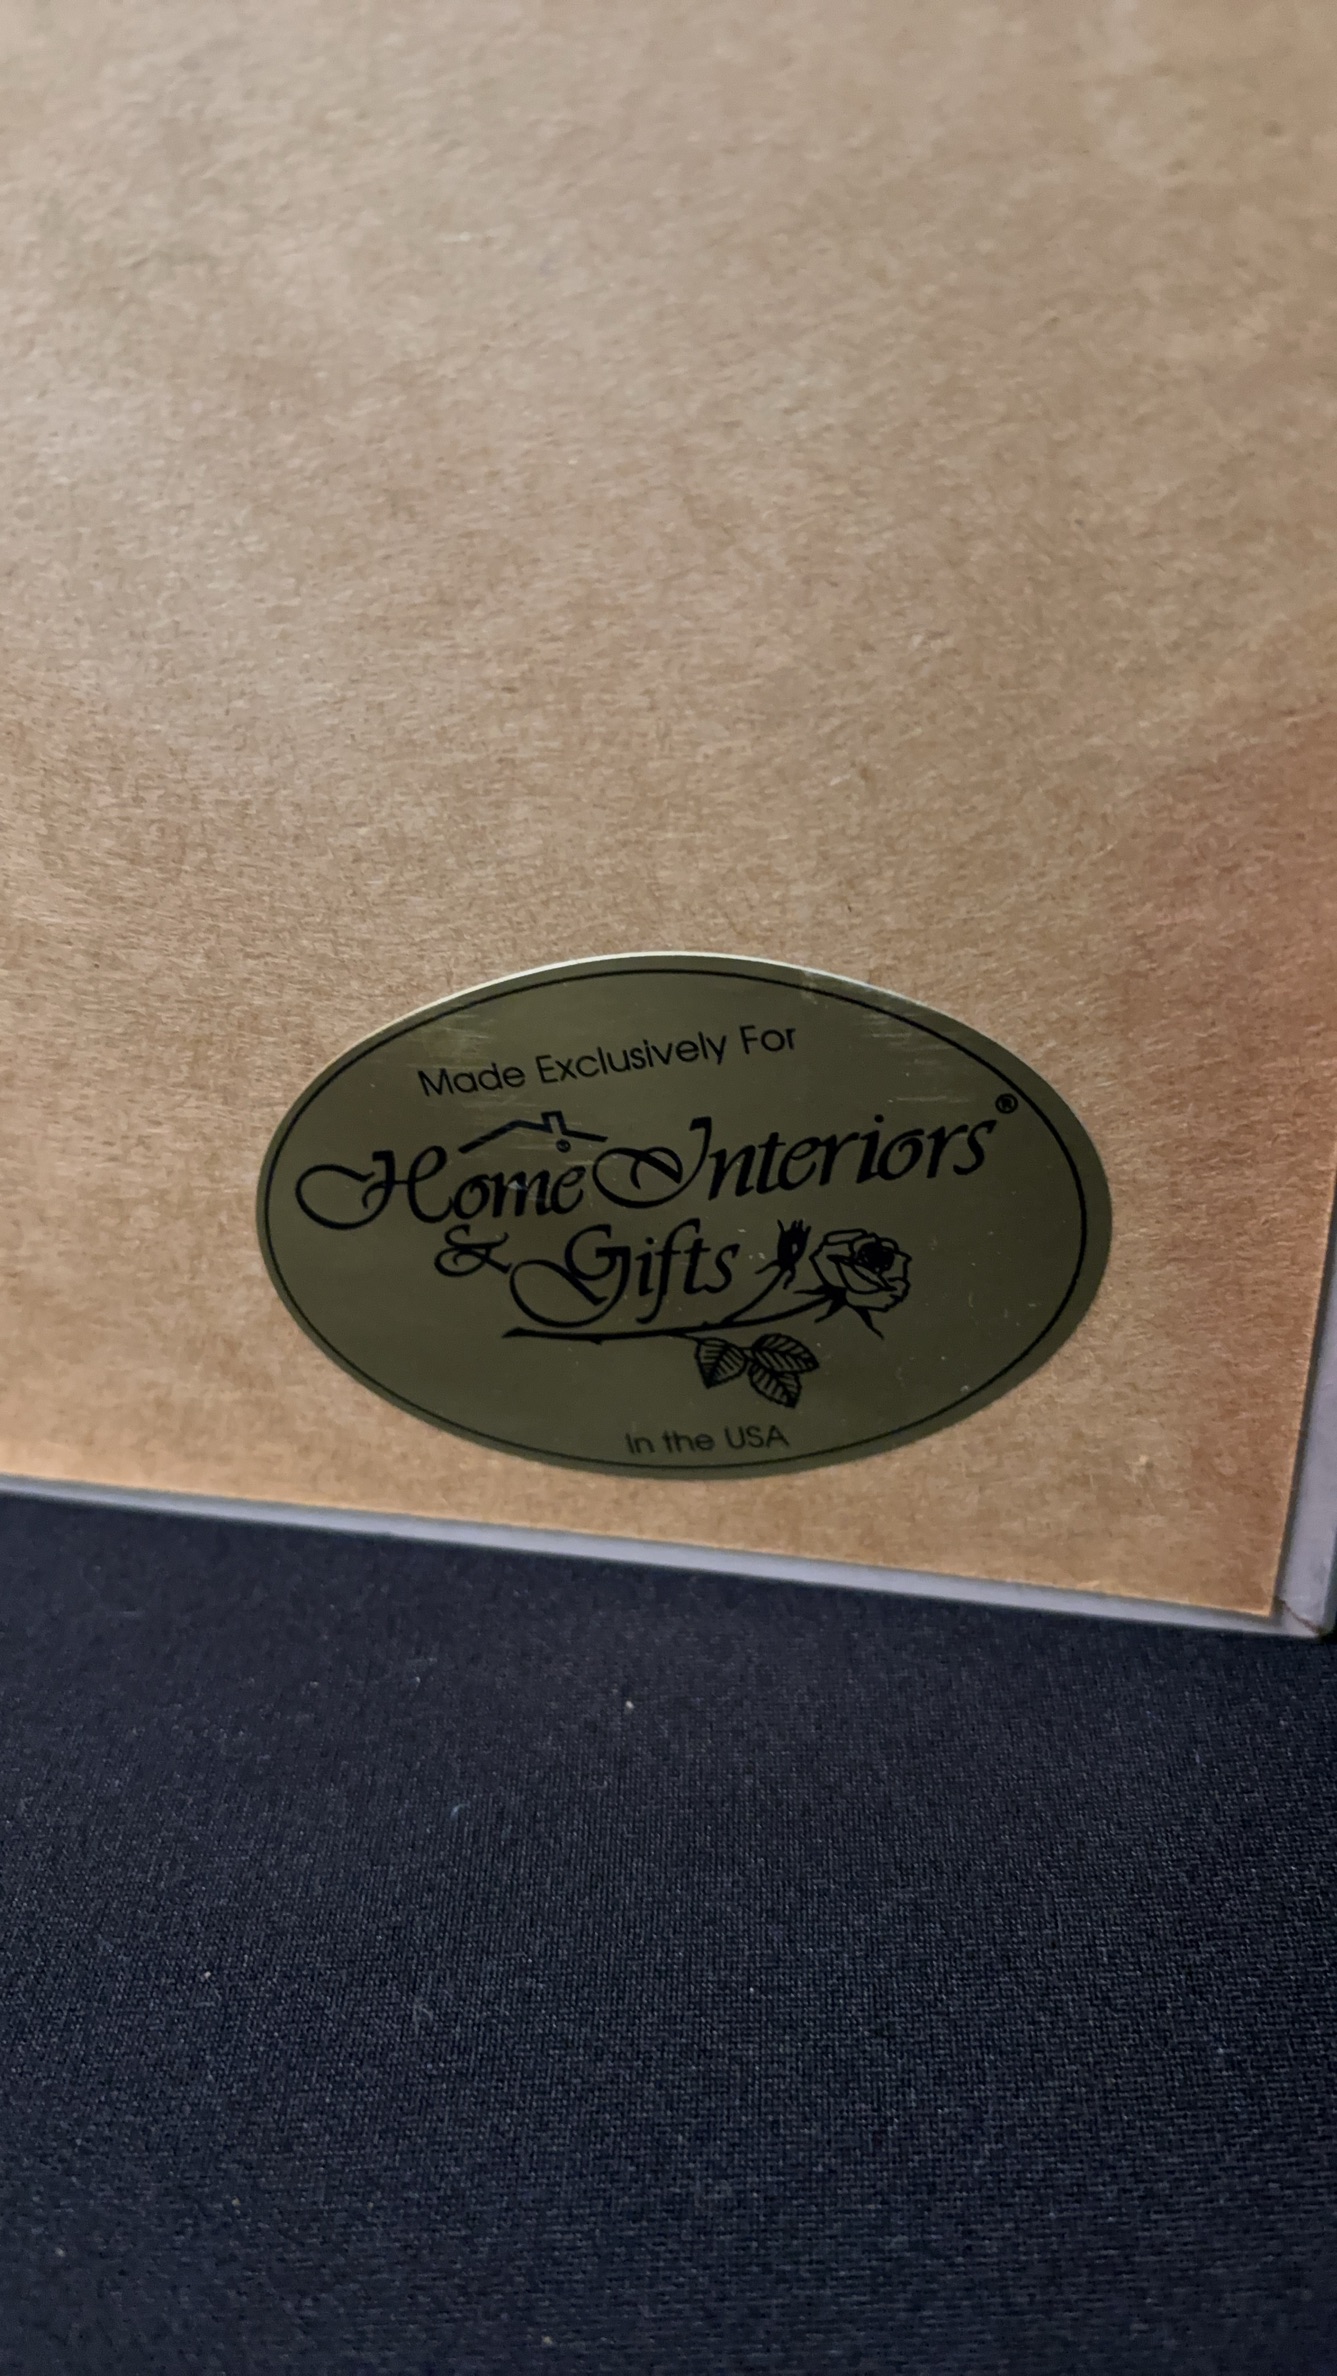 Made Exclusively For
Home® Interiors®
& Gifts
In the USA